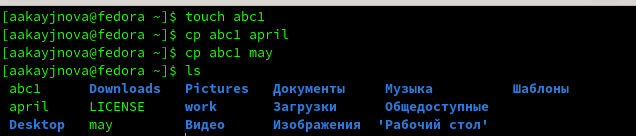 [aakayjnova@fedora ~]$ touch abc1
[aakayjnova@fedora ~]$ cp abc1 april
[aakayjnova@fedora ~]$ cp abc1 may
[aakayjnova@fedora ~]$ ls
abc1 Downloads Pictures Документы Музыка Шаблоны
april LICENSE work Загрузки Общедоступные
Desktop may Видео Изображения 'Рабочий стол'